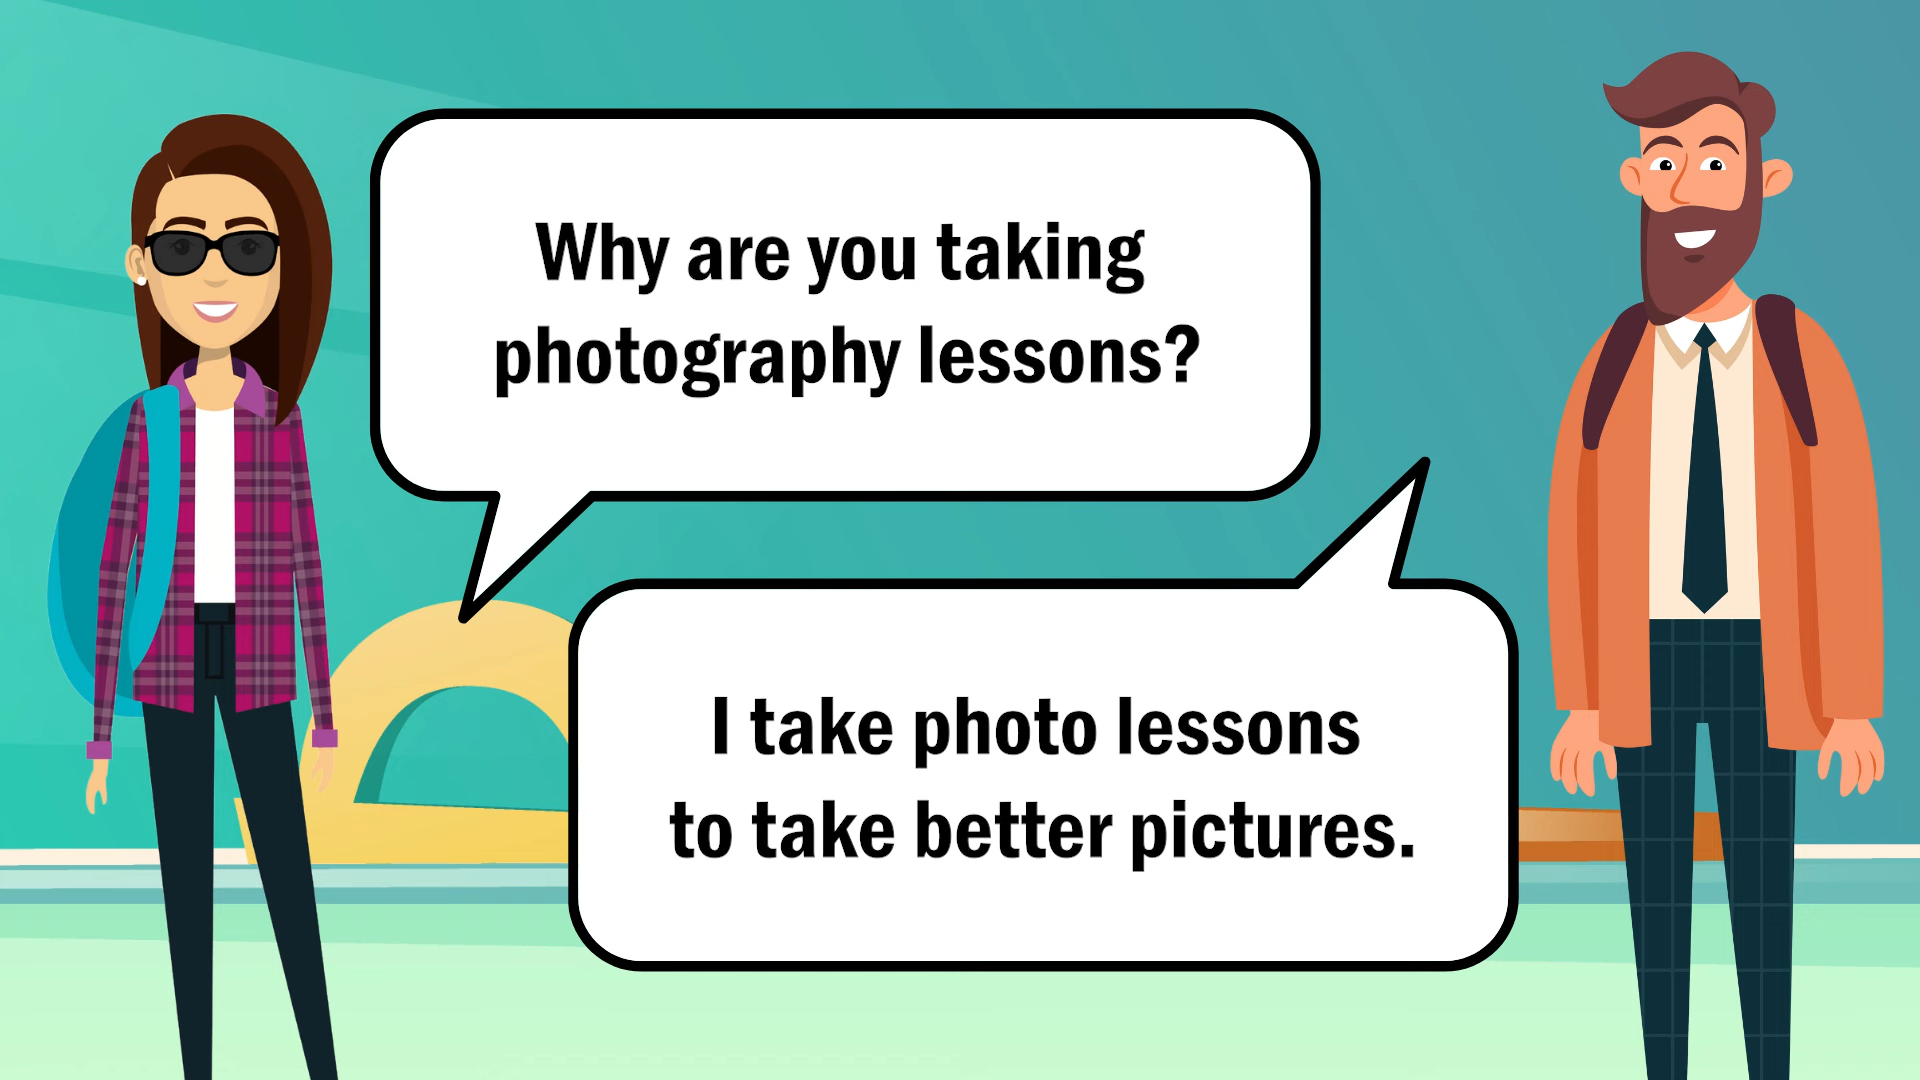 Why are you taking
photography lessons?
I take photo lessons
to take better pictures.